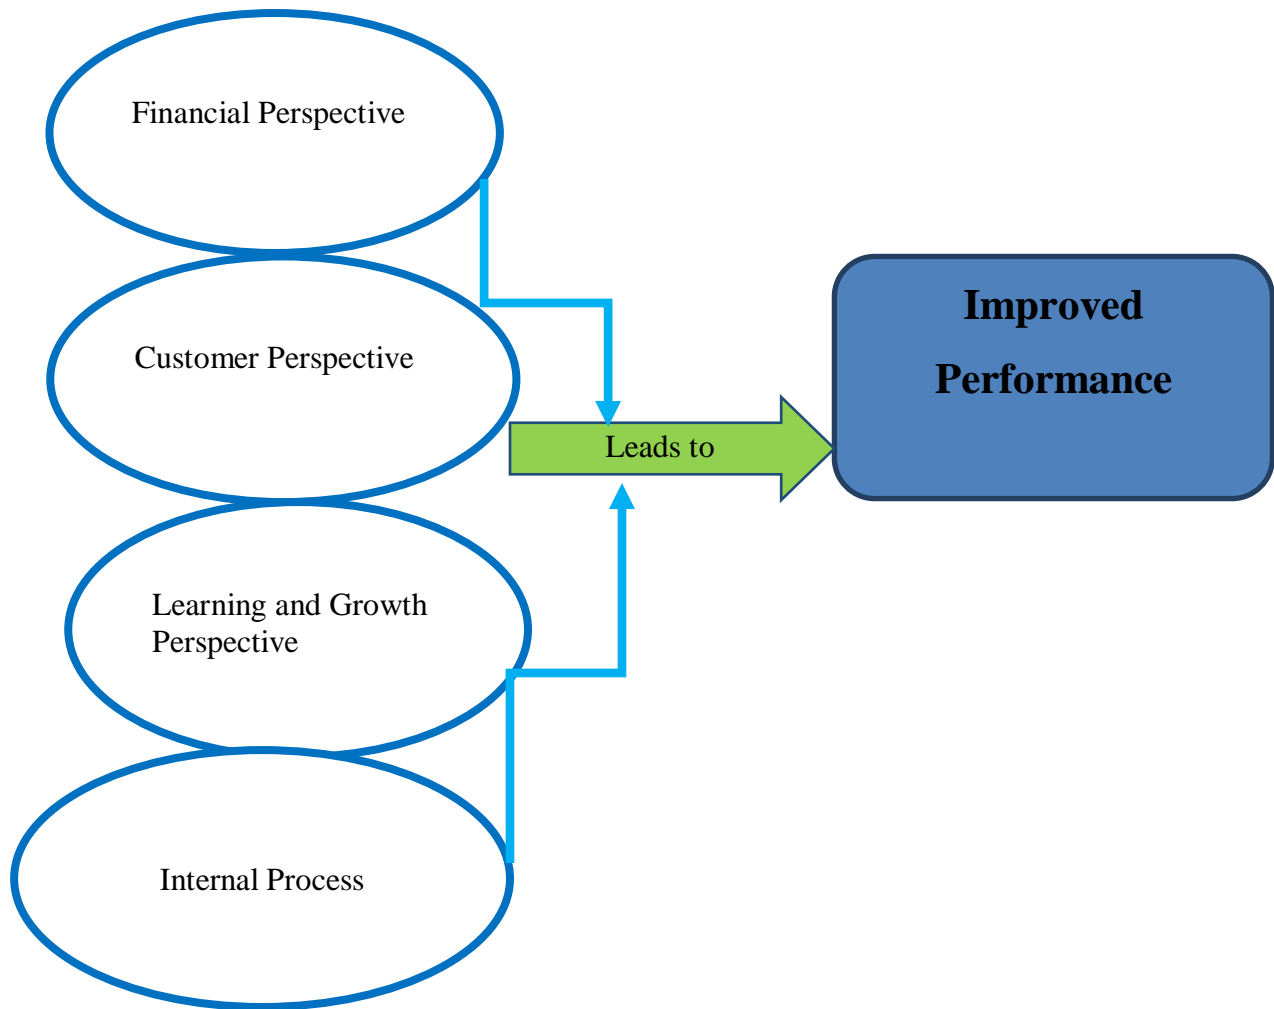 Financial Perspective
Customer Perspective
Learning and Growth
Perspective
Internal Process
Leads to
Improved
Performance